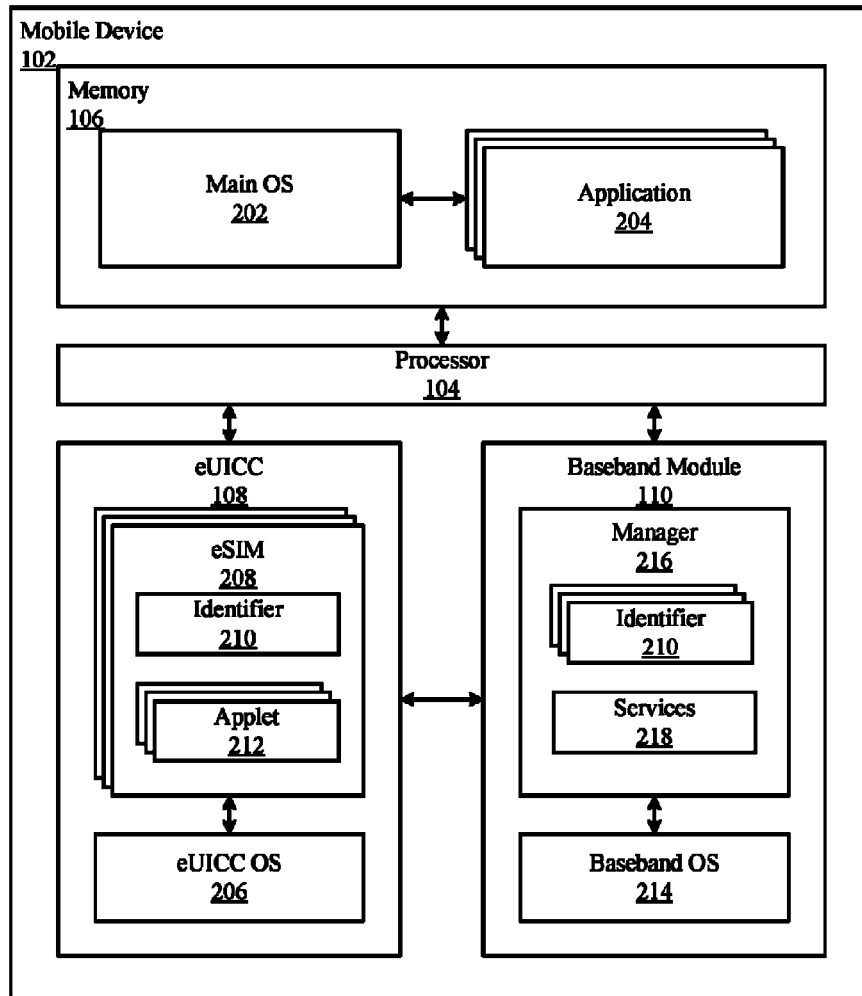 Mobile Device
102
Memory
106
Main OS
202
Application
204
Processor
104
eUICC
108
eSIM
208
Identifier
210
Applet
212
eUICC OS
206
Baseband Module
110
Manager
216
Identifier
210
Services
218
Baseband OS
214